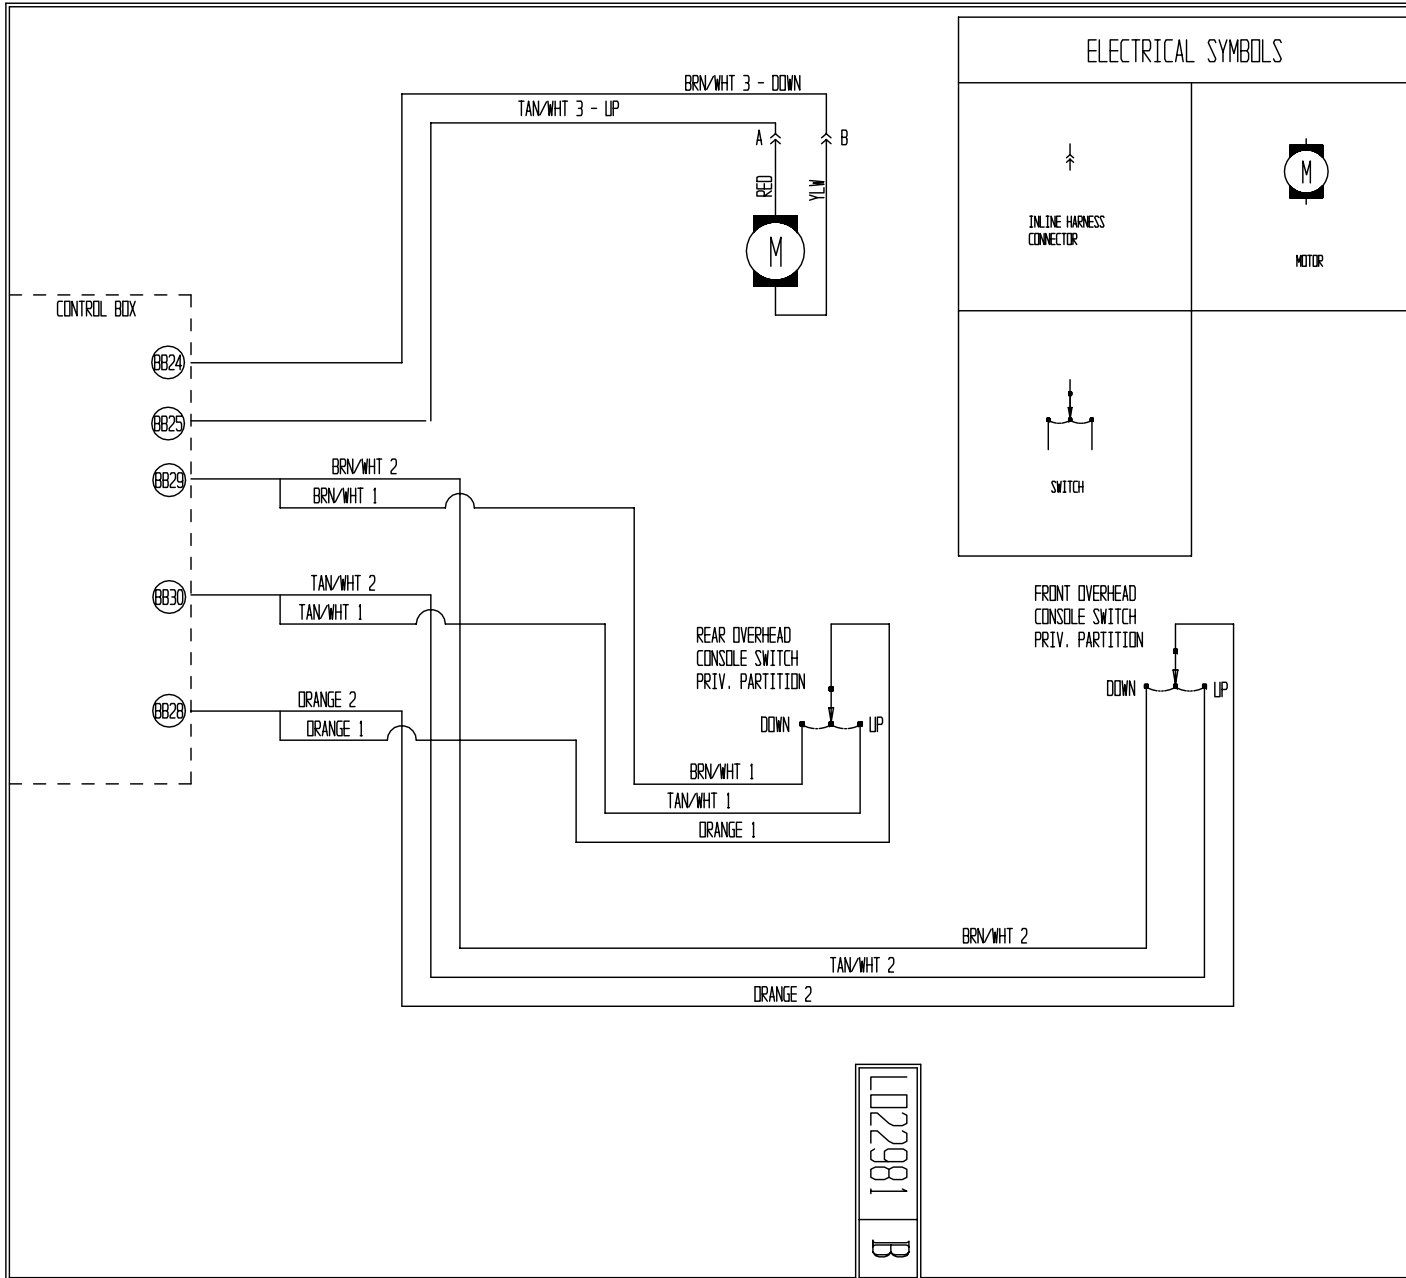 ELECTRICAL SYMBOLS
BRN/WHT 3 - DOWN
TAN/WHT 3 - UP
A
B
RED
YLW
M
M
INLINE HARNESS
CONNECTOR
MOTOR
CONTROL BOX
BB24
BB25
BB29
BRN/WHT 2
BRN/WHT 1
SWITCH
BB30
TAN/WHT 2
TAN/WHT 1
FRONT OVERHEAD
CONSOLE SWITCH
PRIV. PARTITION
REAR OVERHEAD
CONSOLE SWITCH
PRIV. PARTITION
DOWN
UP
BB28
ORANGE 2
ORANGE 1
DOWN
UP
BRN/WHT 1
TAN/WHT 1
ORANGE 1
BRN/WHT 2
TAN/WHT 2
ORANGE 2
LO22981
B